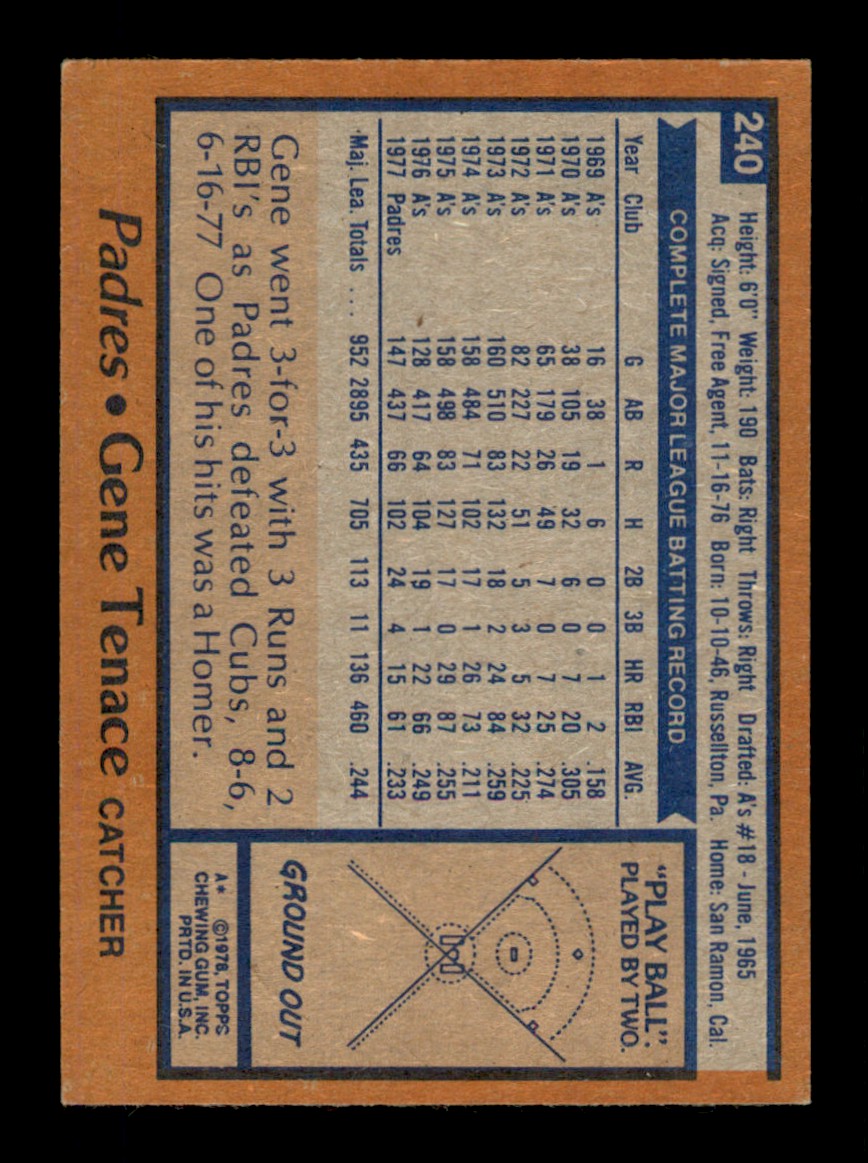 240
Height: 6'0" Weight: 190 Bats: Right Throws: Right Drafted: A's #18 - June, 1965
Acq: Signed, Free Agent, 11-16-76 Born: 10-10-46, Russellton, Pa. Home: San Ramon, Cal.
COMPLETE MAJOR LEAGUE BATTING RECORD
Year Club G AB R H 2B 3B HR RBI AVG.
1969 A's 16 38 1 6 0 0 1 2 .158
1970 A's 38 105 19 32 6 0 7 20 .305
1971 A's 65 179 26 49 7 0 7 25 .274
1972 A's 82 227 22 51 5 3 5 32 .225
1973 A's 160 510 83 132 18 2 24 84 .259
1974 A's 158 484 71 102 17 1 26 73 .211
1975 A's 158 498 83 127 17 0 29 87 .255
1976 A's 128 417 64 104 19 1 22 66 .249
1977 Padres 147 437 66 102 24 4 15 61 .233
Maj. Lea. Totals ... 952 2895 435 705 113 11 136 460 .244
Gene went 3-for-3 with 3 Runs and 2
RBI's as Padres defeated Cubs, 8-6,
6-16-77 One of his hits was a Homer.
"PLAY BALL":
PLAYED BY TWO.
GROUND OUT
A* ©1978, TOPPS
CHEWING GUM, INC.
PRTD. IN U.S.A.
Padres • Gene Tenace CATCHER